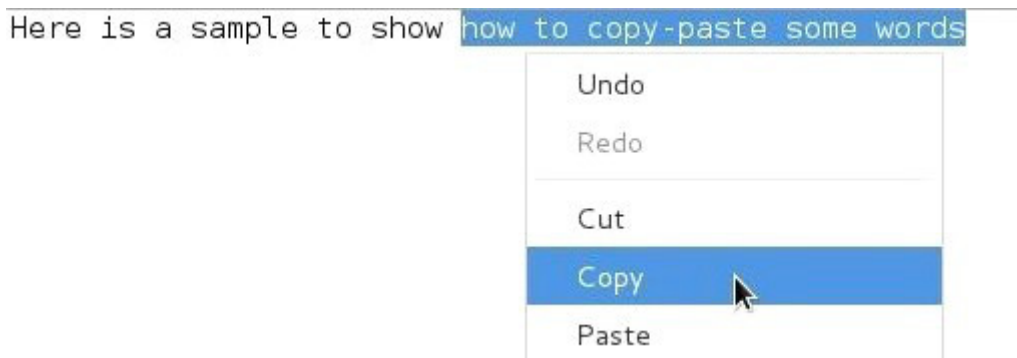 Here is a sample to show how to copy-paste some words
Undo
Redo
Cut
Copy
Paste